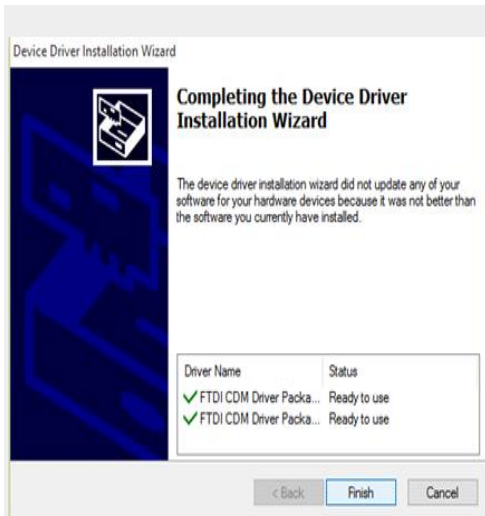 Device Driver Installation Wizard
Completing the Device Driver
Installation Wizard
The device driver installation wizard did not update any of your
software for your hardware devices because it was not better than
the software you currently have installed.
Driver Name Status
FTDI CDM Driver Packa... Ready to use
FTDI CDM Driver Packa... Ready to use
< Back Finish Cancel